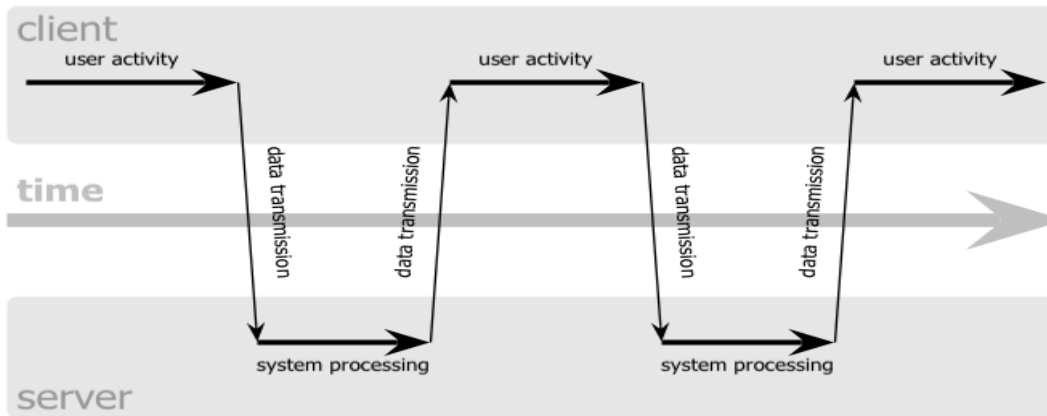 client
user activity
user activity
user activity
data transmission
data transmission
data transmission
data transmission
time
system processing
system processing
server